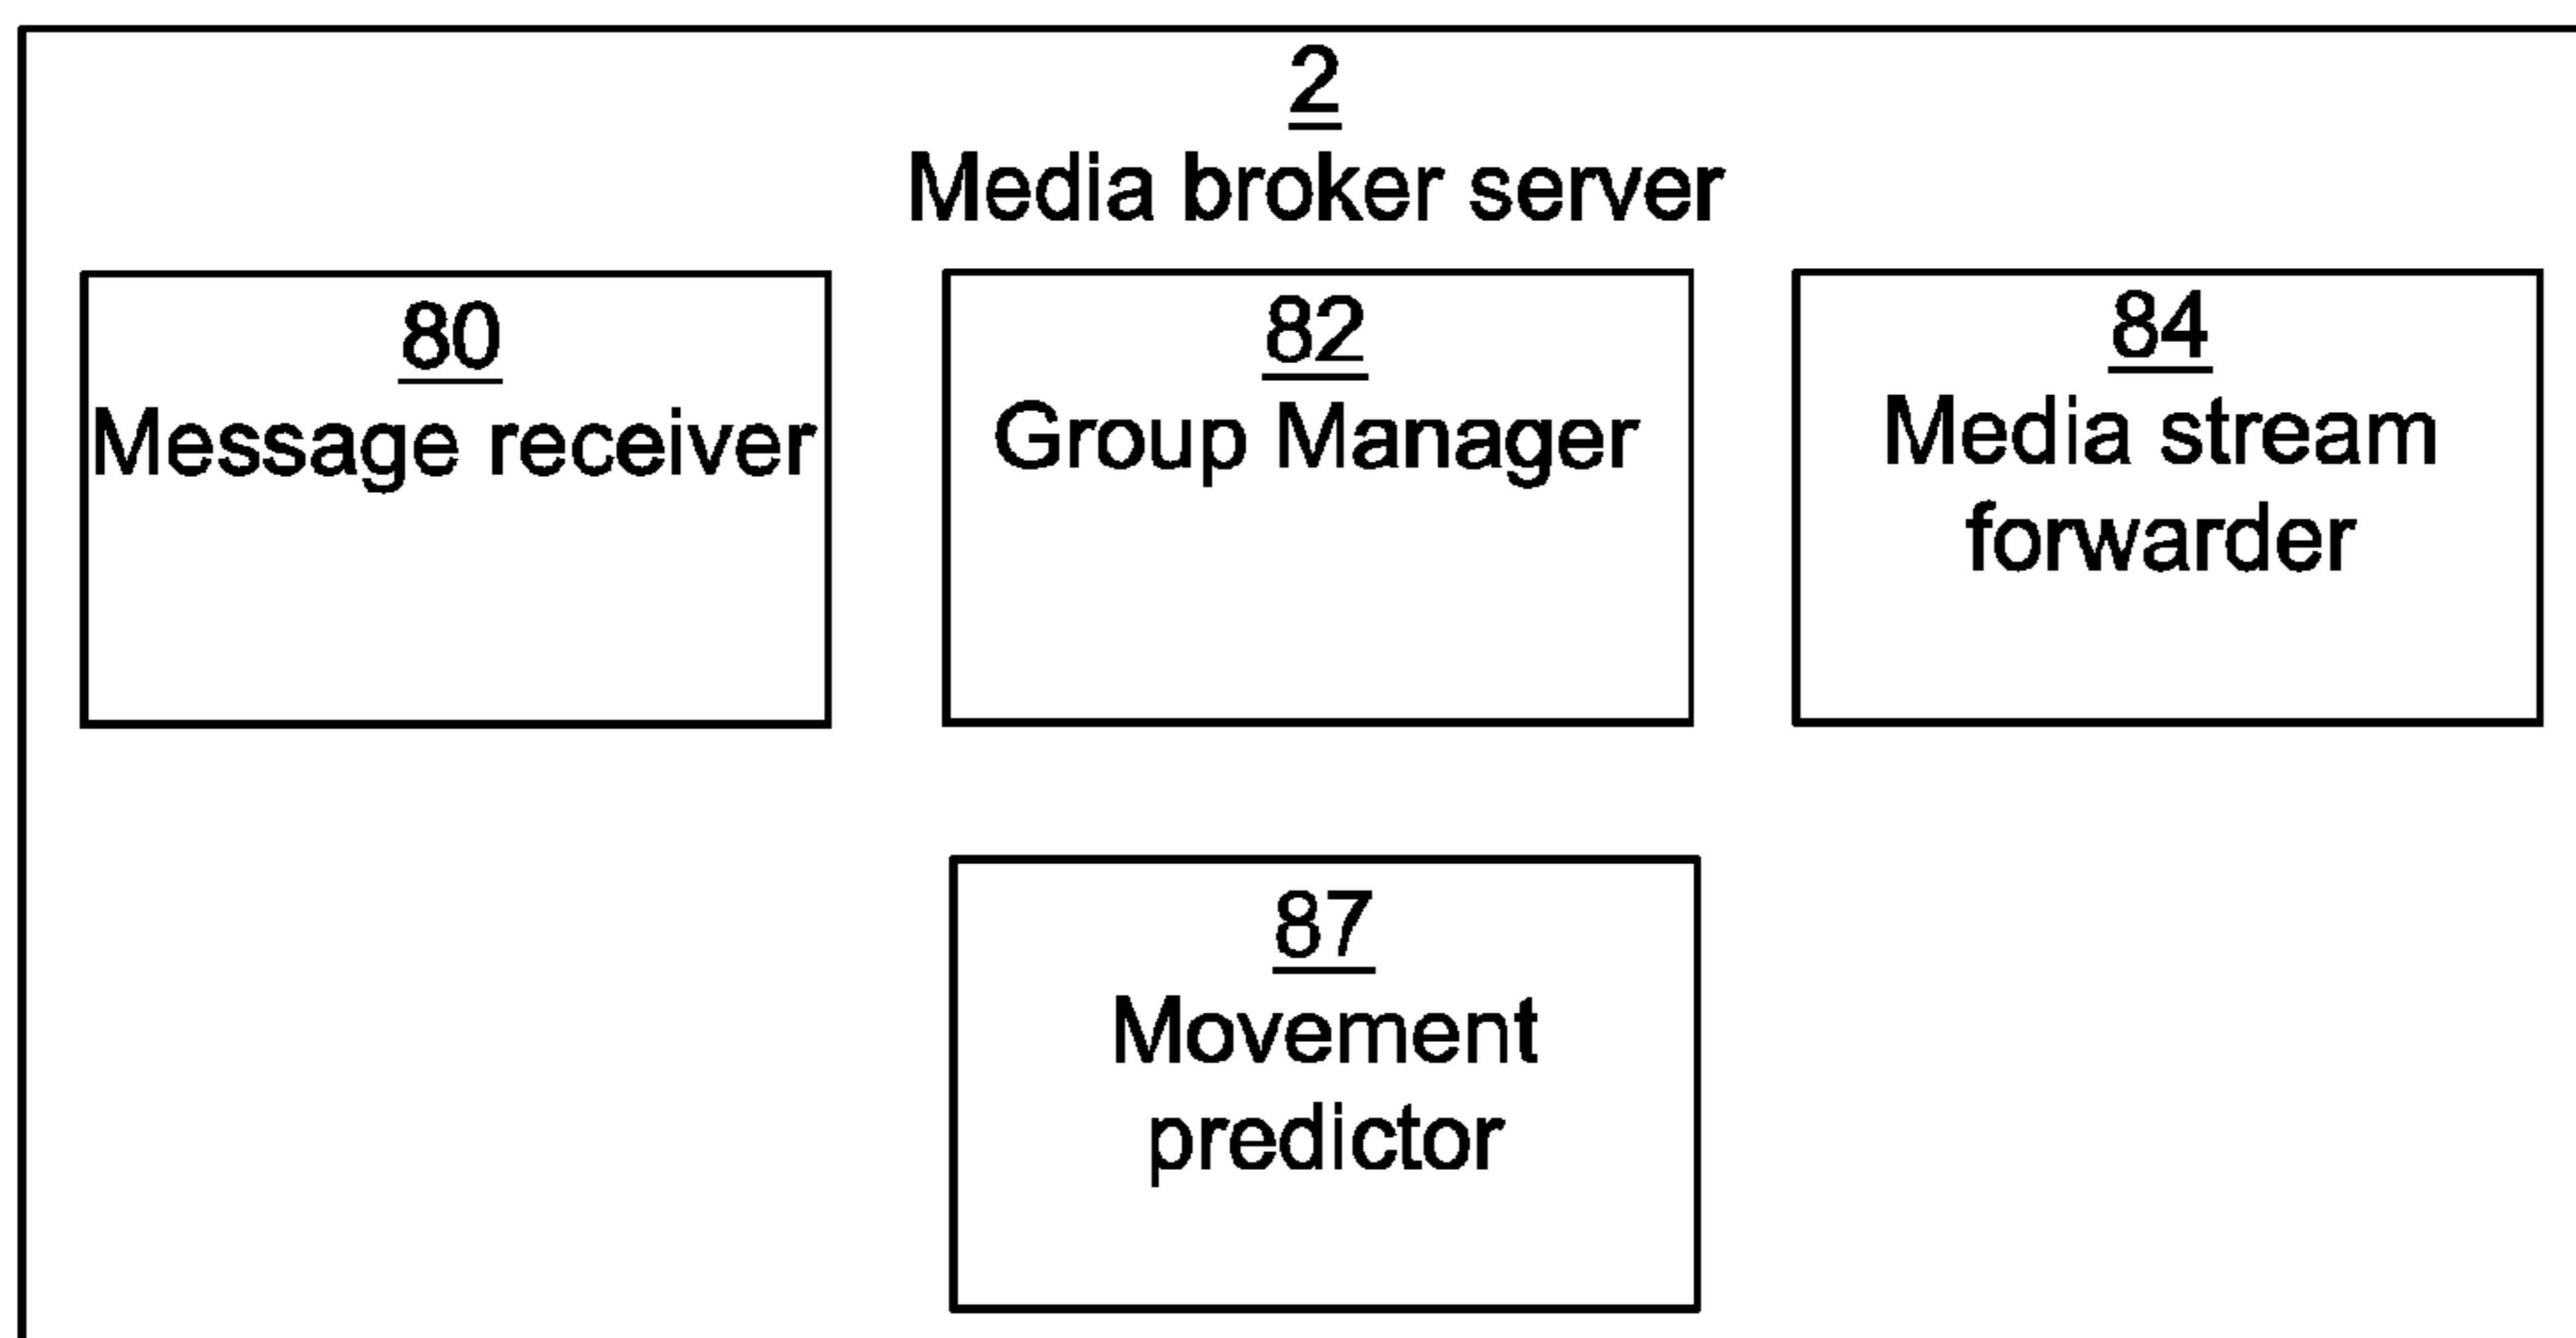 2
Media broker server
80
Message receiver
82
Group Manager
84
Media stream
forwarder
87
Movement
predictor